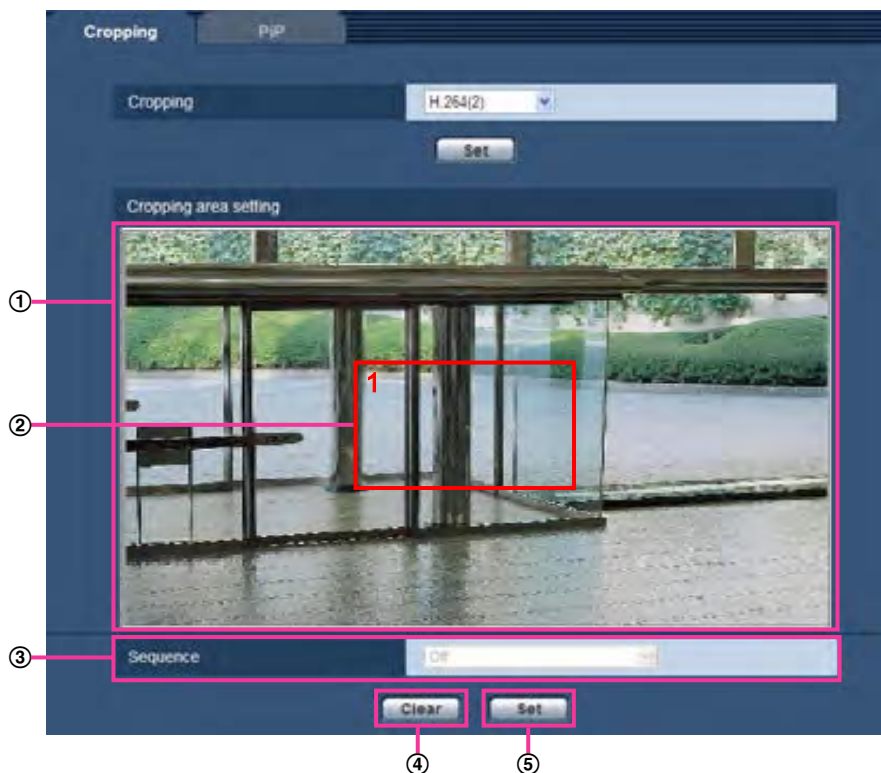 Cropping
PiP
Cropping
H.264(2)
Set
Cropping area setting
①
1
②
③
Sequence
Off
Clear
Set
④
⑤